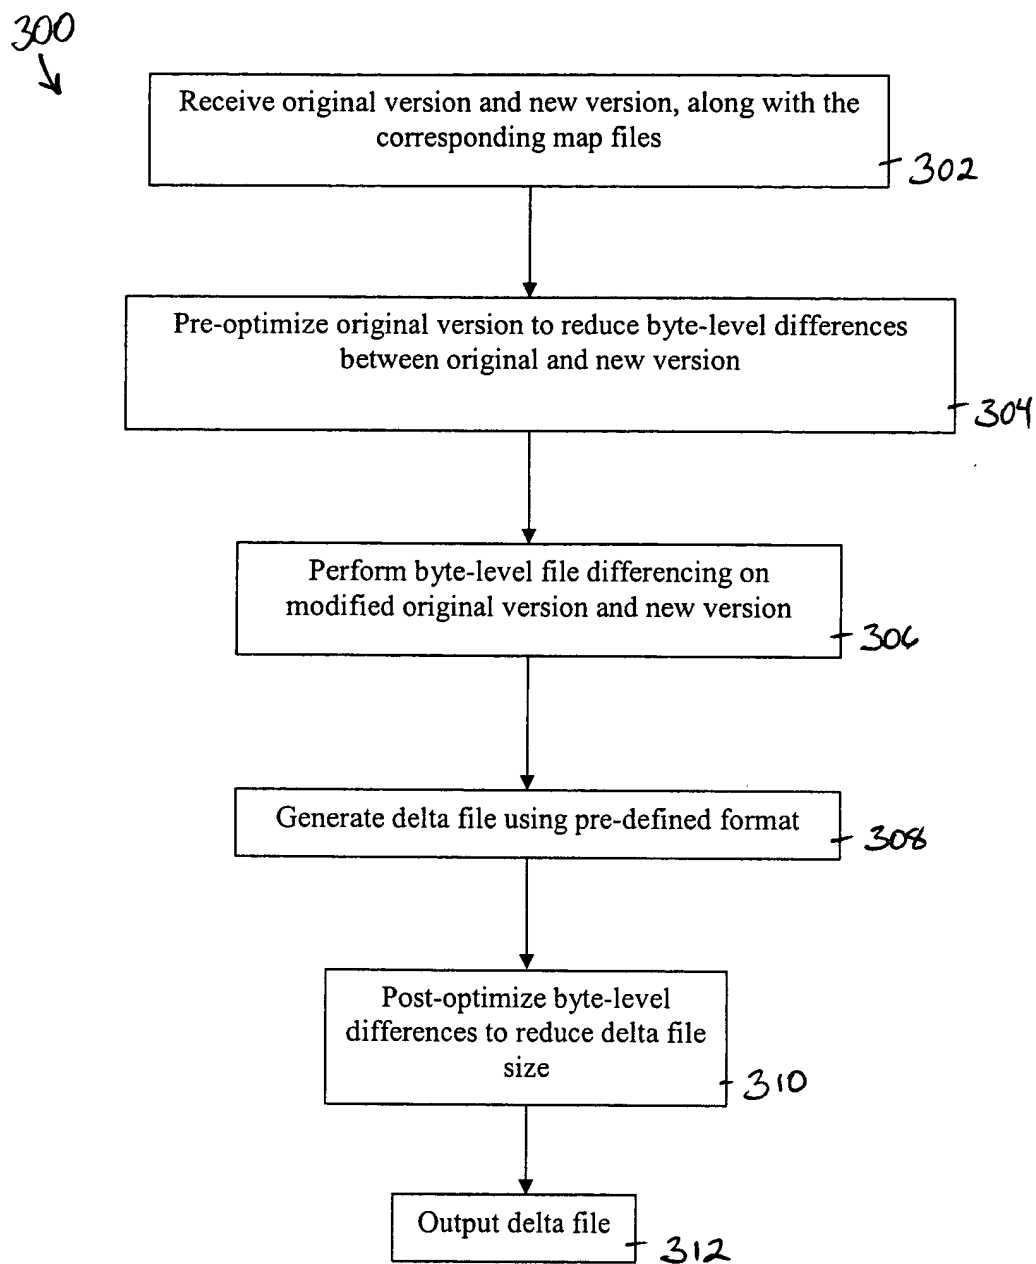 300
Receive original version and new version, along with the
corresponding map files
302
Pre-optimize original version to reduce byte-level differences
between original and new version
304
Perform byte-level file differencing on
modified original version and new version
306
Generate delta file using pre-defined format
308
Post-optimize byte-level
differences to reduce delta file
size
310
Output delta file
312